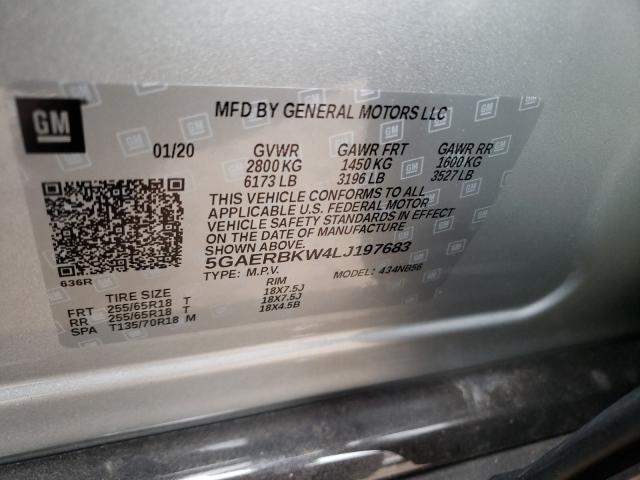 GM
MFD BY GENERAL MOTORS LLC
01/20 GVWR GAWR FRT GAWR RR
2800 KG 1450 KG 1600 KG
6173 LB 3196 LB 3527 LB
THIS VEHICLE CONFORMS TO ALL
APPLICABLE U.S. FEDERAL MOTOR
VEHICLE SAFETY STANDARDS IN EFFECT
ON THE DATE OF MANUFACTURE
SHOWN ABOVE.
5GAERBKW4LJ197683
TYPE: M.P.V. MODEL: 434NB56
636R
TIRE SIZE RIM
FRT 255/65R18 T 18X7.5J
RR 255/65R18 T 18X7.5J
SPA T135/70R18 M 18X4.5B